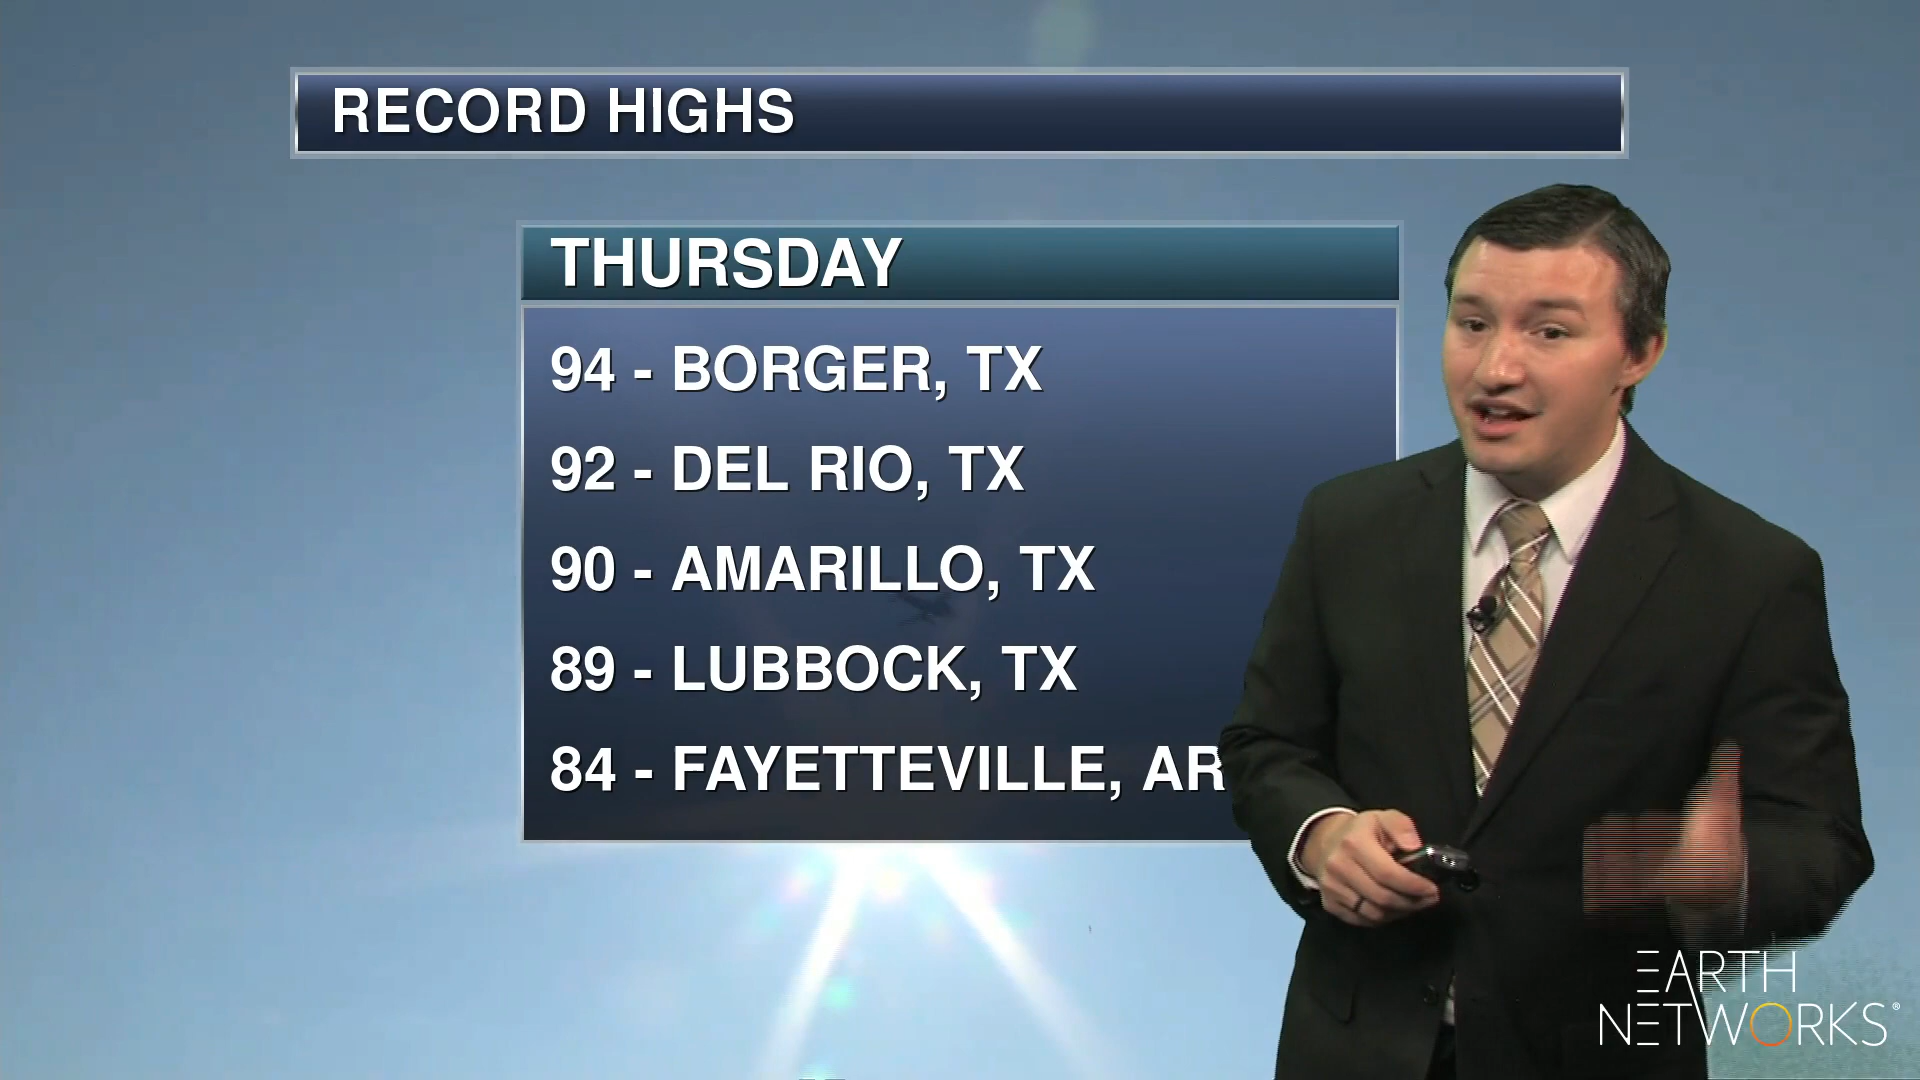 RECORD HIGHS
THURSDAY
94 - BORGER, TX
92 - DEL RIO, TX
90 - AMARILLO, TX
89 - LUBBOCK, TX
84 - FAYETTEVILLE, AR
EARTH
NETWORKS®